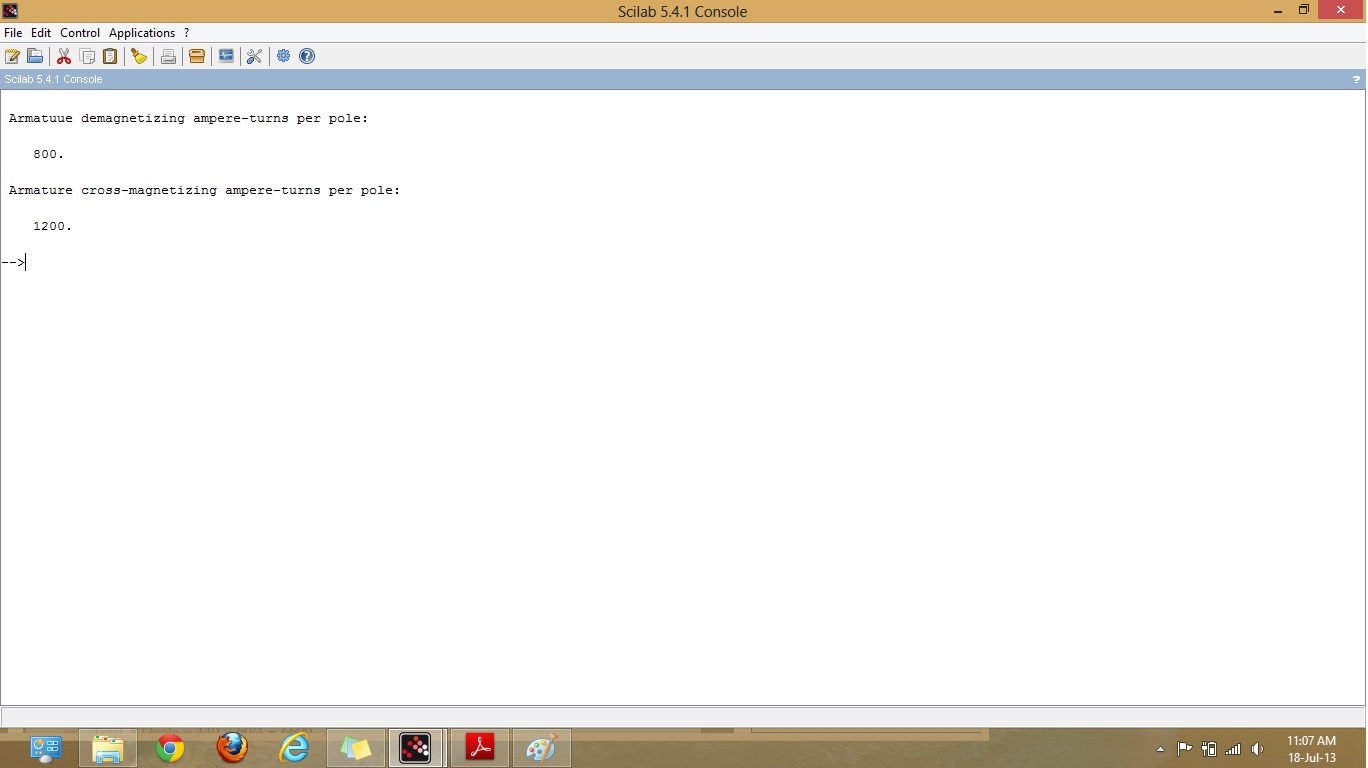 Scilab 5.4.1 Console
File Edit Control Applications ?
Scilab 5.4.1 Console ?
Armatuue demagnetizing ampere-turns per pole:
800.
Armature cross-magnetizing ampere-turns per pole:
1200.
-->
11:07 AM
18-Jul-13